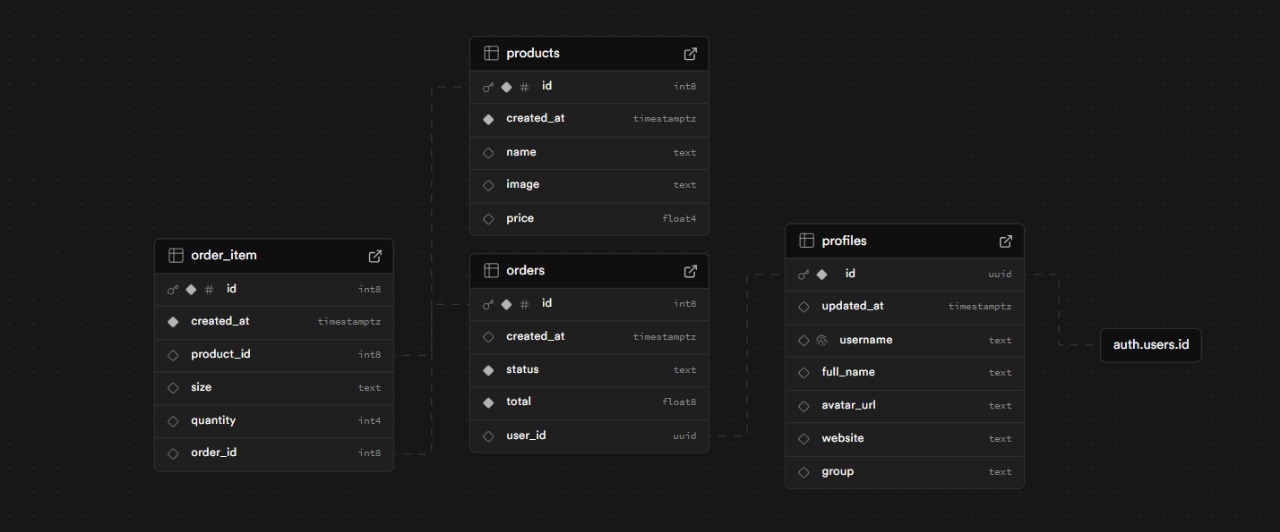 products
# id int8
created_at timestamptz
name text
image text
price float4
order_item
# id int8
created_at timestamptz
product_id int8
size text
quantity int4
order_id int8
orders
# id int8
created_at timestamptz
status text
total float8
user_id uuid
profiles
id uuid
updated_at timestamptz
username text
full_name text
avatar_url text
website text
group text
auth.users.id